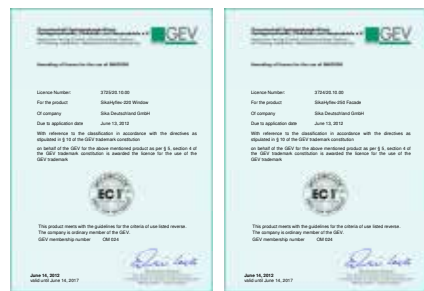 GEV
Licence Number: 2725/20.10.00
For the product SikaHyflex-220 Window
Of company Sika Deutschland GmbH
Due to application date June 13, 2012
With reference to the classification in accordance with the directives as
stipulated in § 10 of the GEV trademark constitution
on behalf of the GEV for the above mentioned product as per § 5, section 4 of
the GEV trademark constitution is awarded the licence for the use of the
GEV trademark
EC 1
This product meets with the guidelines for the criteria of use listed reverse.
The company is ordinary member of the GEV.
GEV membership number OM 024
June 14, 2012
valid until June 14, 2017
GEV
Licence Number: 2724/20.10.00
For the product SikaHyflex-250 Facade
Of company Sika Deutschland GmbH
Due to application date June 13, 2012
With reference to the classification in accordance with the directives as
stipulated in § 10 of the GEV trademark constitution
on behalf of the GEV for the above mentioned product as per § 5, section 4 of
the GEV trademark constitution is awarded the licence for the use of the
GEV trademark
EC 1
This product meets with the guidelines for the criteria of use listed reverse.
The company is ordinary member of the GEV.
GEV membership number OM 024
June 14, 2012
valid until June 14, 2017